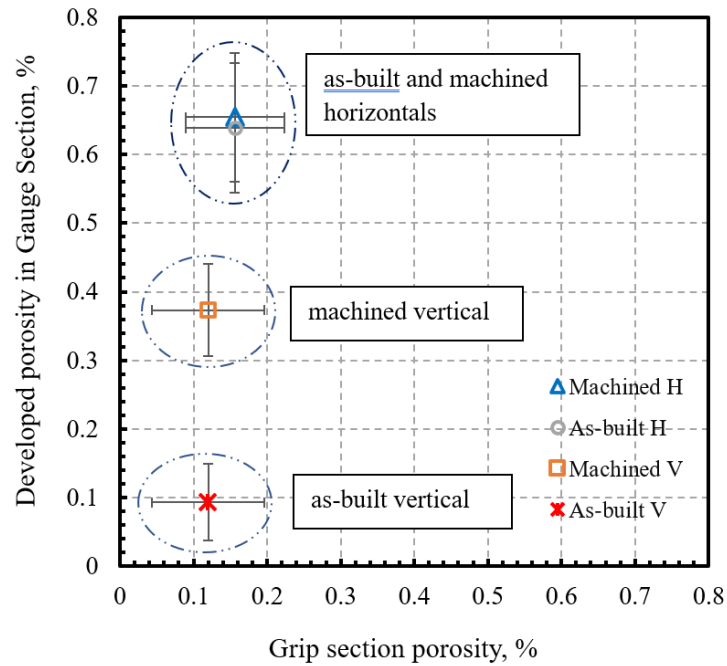 0.8
0.7
0.6
0.5
0.4
0.3
0.2
0.1
0
Developed porosity in Gauge Section, %
as-built and machined
horizontals
machined vertical
as-built vertical
Machined H
As-built H
Machined V
As-built V
0 0.1 0.2 0.3 0.4 0.5 0.6 0.7 0.8
Grip section porosity, %